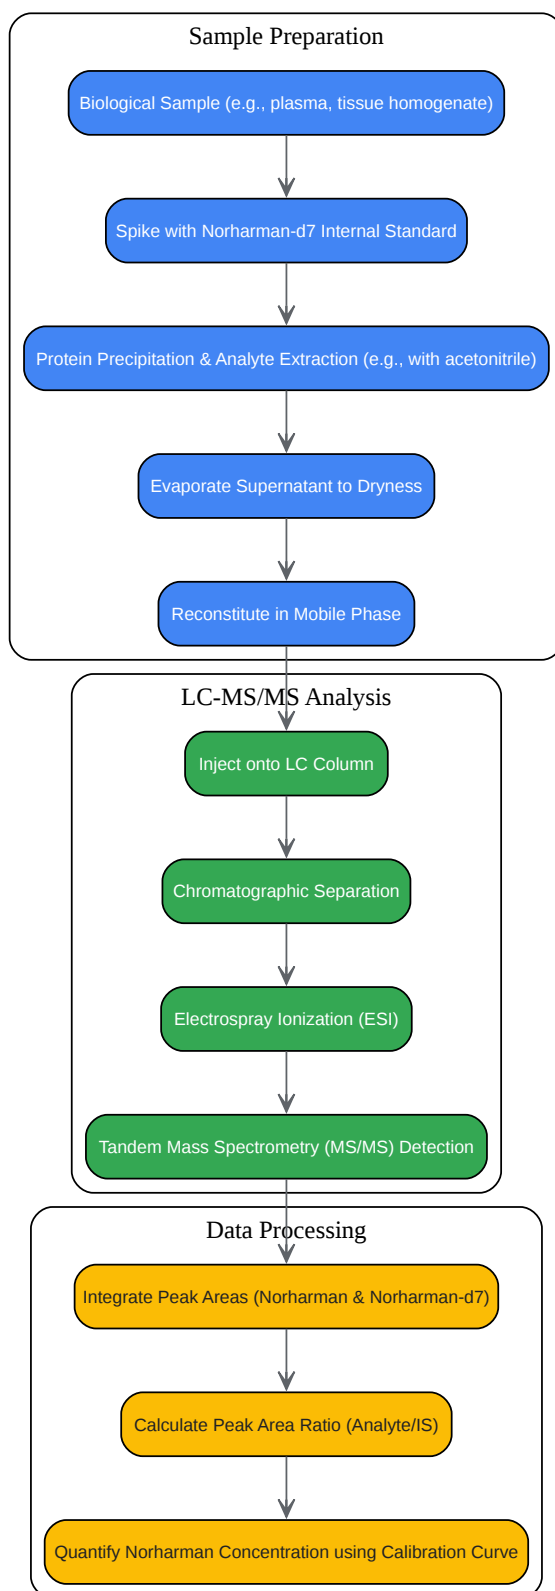 Sample Preparation
Biological Sample (e.g., plasma, tissue homogenate)
Spike with Norharman-d7 Internal Standard
Protein Precipitation & Analyte Extraction (e.g., with acetonitrile)
Evaporate Supernatant to Dryness
Reconstitute in Mobile Phase
LC-MS/MS Analysis
Inject onto LC Column
Chromatographic Separation
Electrospray Ionization (ESI)
Tandem Mass Spectrometry (MS/MS) Detection
Data Processing
Integrate Peak Areas (Norharman & Norharman-d7)
Calculate Peak Area Ratio (Analyte/IS)
Quantify Norharman Concentration using Calibration Curve